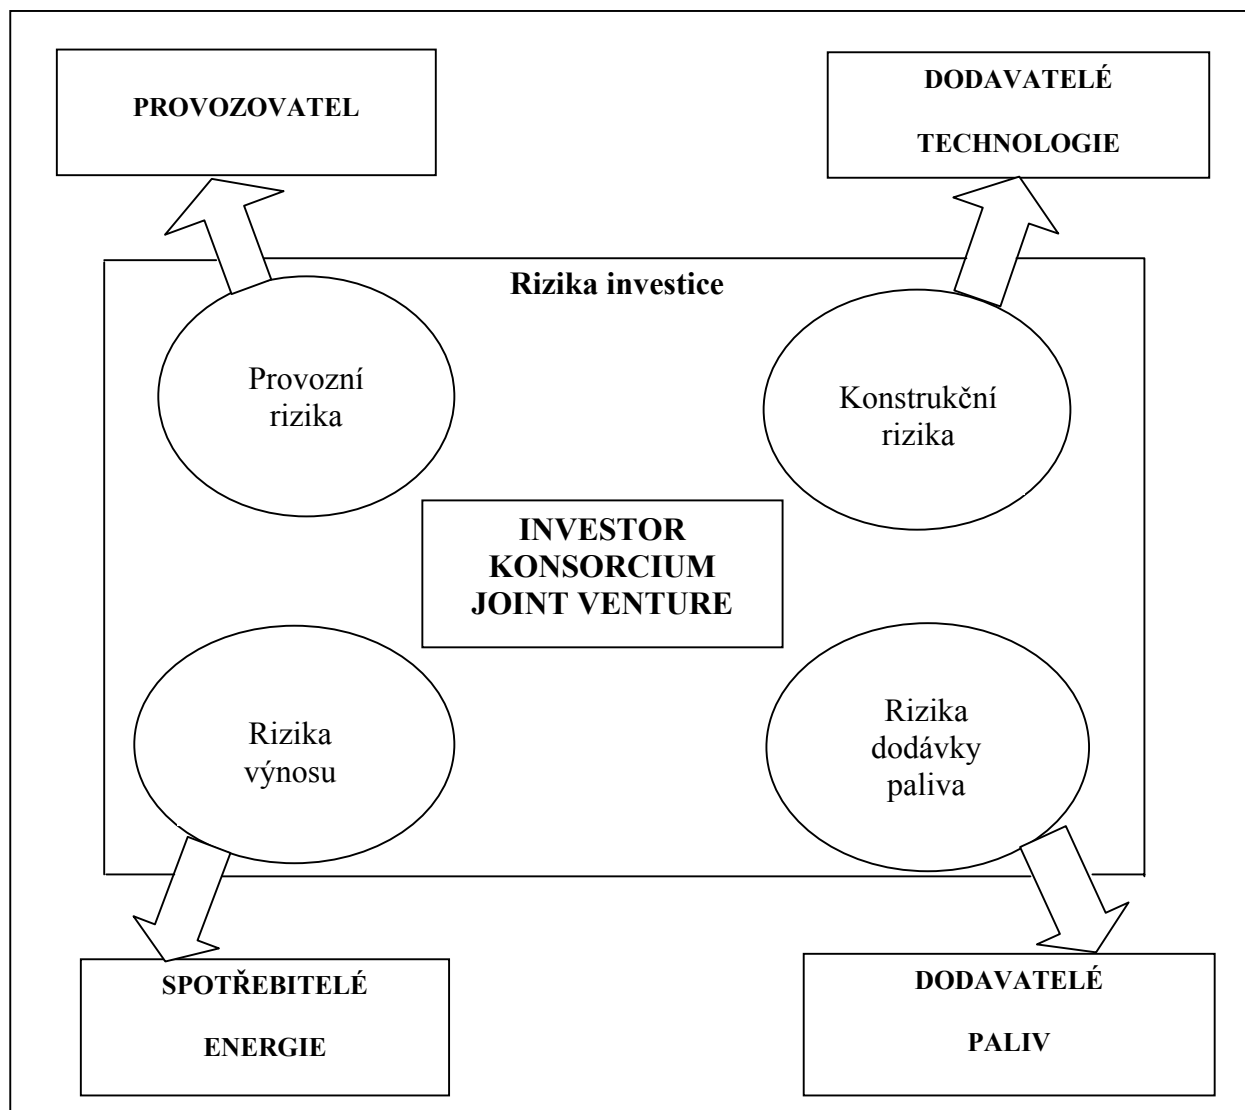 PROVOZOVATEL
DODAVATELÉ
TECHNOLOGIE
Rizika investice
Provozní
rizika
Konstrukční
rizika
INVESTOR
KONSORCIUM
JOINT VENTURE
Rizika
výnosu
Rizika
dodávky
paliva
SPOTŘEBITELÉ
ENERGIE
DODAVATELÉ
PALIV